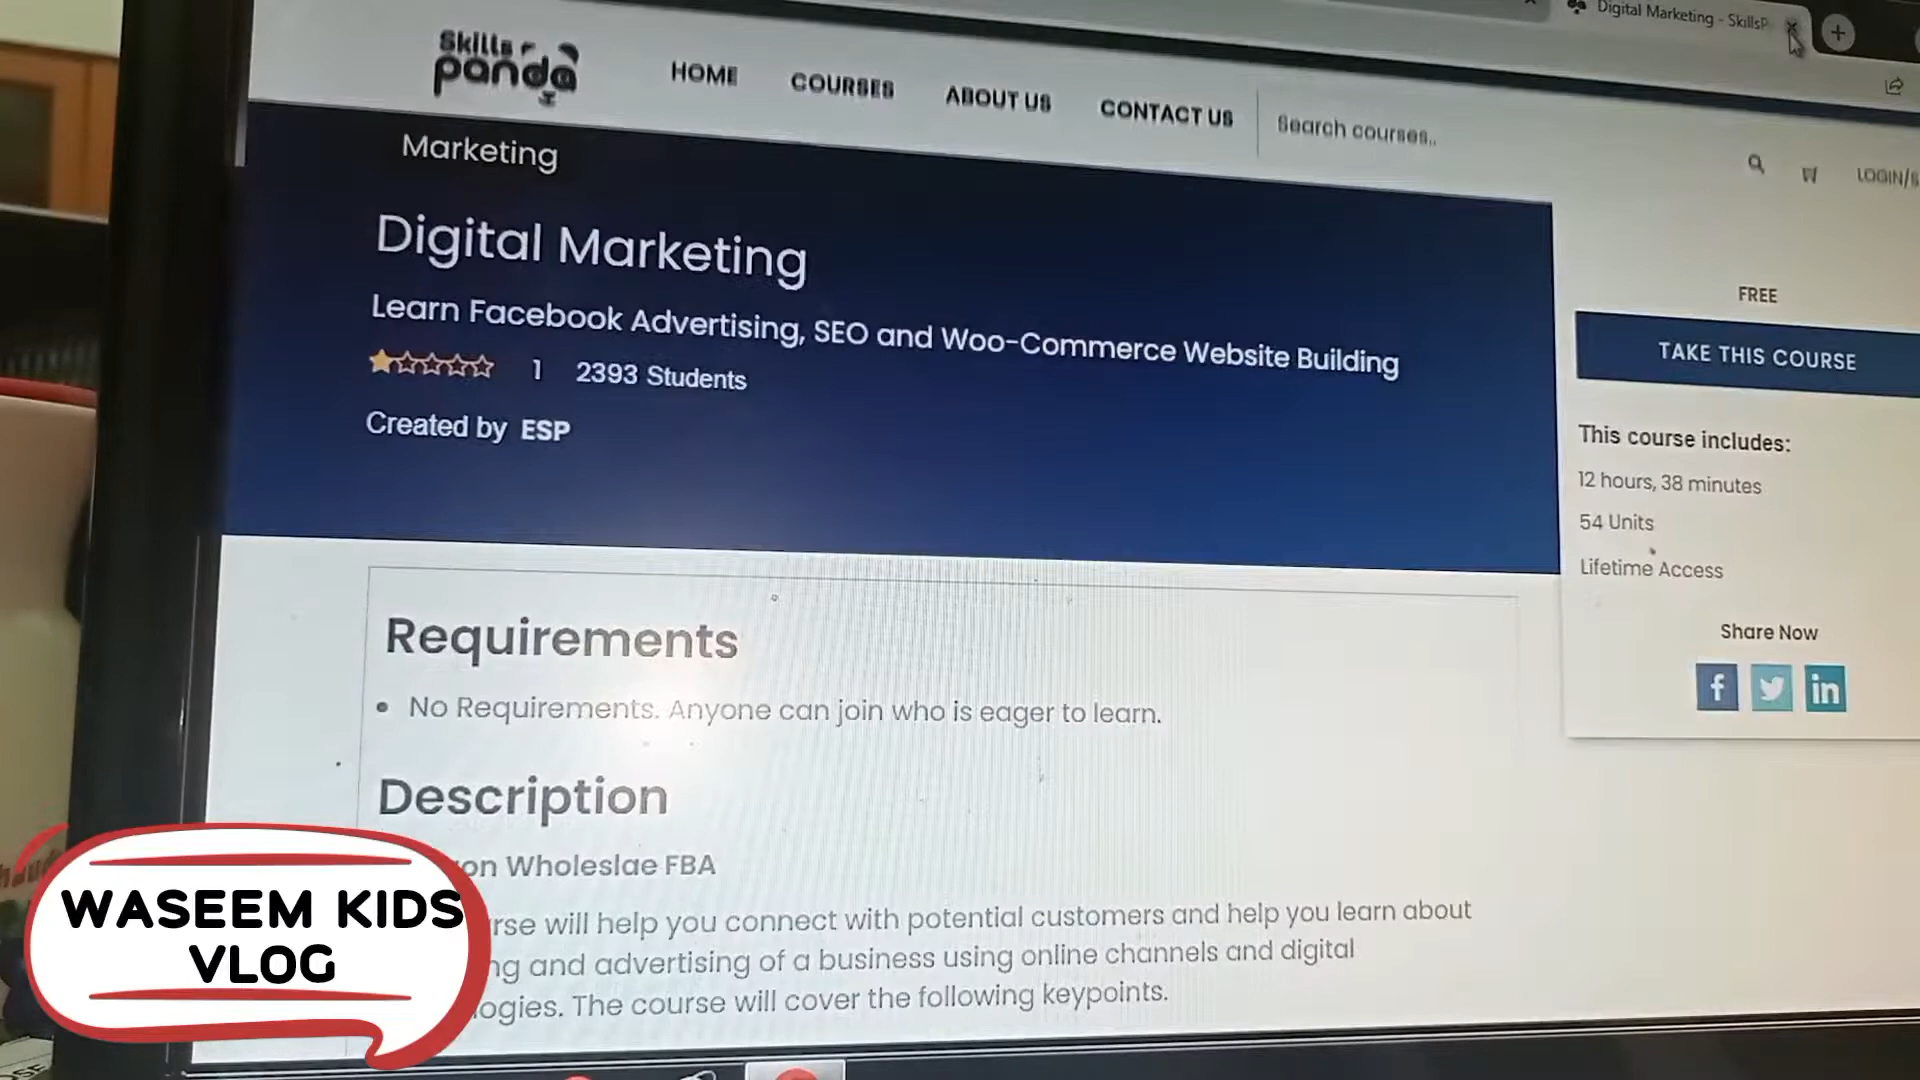 Digital Marketing - SkillsP
Skills
panda
HOME
COURSES
ABOUT US
CONTACT US
Search courses..
LOGIN/S
Marketing
Digital Marketing
Learn Facebook Advertising, SEO and Woo-Commerce Website Building
1 2393 Students
Created by ESP
FREE
TAKE THIS COURSE
This course includes:
12 hours, 38 minutes
54 Units
Lifetime Access
Share Now
f
in
Requirements
• No Requirements. Anyone can join who is eager to learn.
Description
on Wholeslae FBA
rse will help you connect with potential customers and help you learn about
ng and advertising of a business using online channels and digital
ogies. The course will cover the following keypoints.
WASEEM KIDS
VLOG